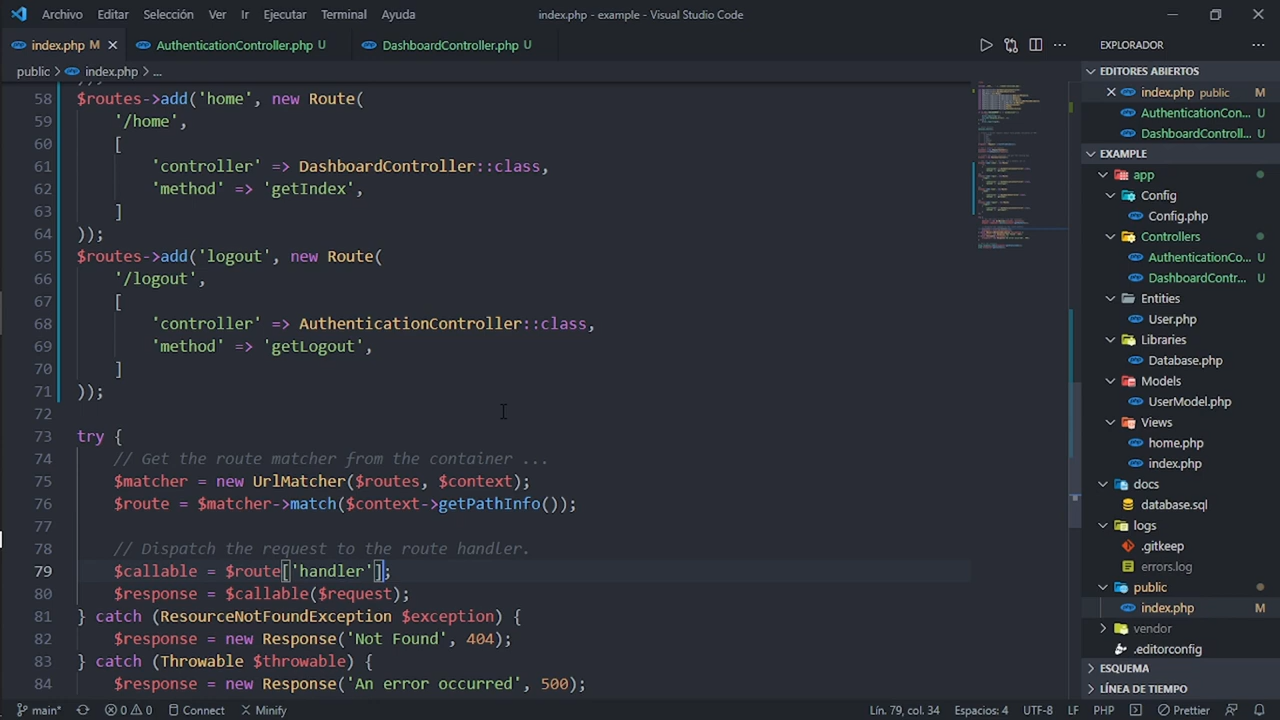 Archivo Editar Selección Ver Ir Ejecutar Terminal Ayuda
index.php - example - Visual Studio Code
index.php M
AuthenticationController.php U
DashboardController.php U
public > index.php > ...
58 $routes->add('home', new Route(
59 '/home',
60 [
61 'controller' => DashboardController::class,
62 'method' => 'getIndex',
63 ]
64 ));
65 $routes->add('logout', new Route(
66 '/logout',
67 [
68 'controller' => AuthenticationController::class,
69 'method' => 'getLogout',
70 ]
71 ));
72
73 try {
74 // Get the route matcher from the container ...
75 $matcher = new UrlMatcher($routes, $context);
76 $route = $matcher->match($context->getPathInfo());
77
78 // Dispatch the request to the route handler.
79 $callable = $route['handler'];
80 $response = $callable($request);
81 } catch (ResourceNotFoundException $exception) {
82 $response = new Response('Not Found', 404);
83 } catch (Throwable $throwable) {
84 $response = new Response('An error occurred', 500);
EXPLORADOR
EDITORES ABIERTOS
index.php public M
AuthenticationCon... U
DashboardControll... U
EXAMPLE
app
Config
Config.php
Controllers
AuthenticationCo... U
DashboardContr... U
Entities
User.php
Libraries
Database.php
Models
UserModel.php
Views
home.php
index.php
docs
database.sql
logs
.gitkeep
errors.log
public
index.php M
vendor
.editorconfig
ESQUEMA
LÍNEA DE TIEMPO
main* 0 0 Connect Minify
Lín. 79, col. 34 Espacios: 4 UTF-8 LF PHP Prettier